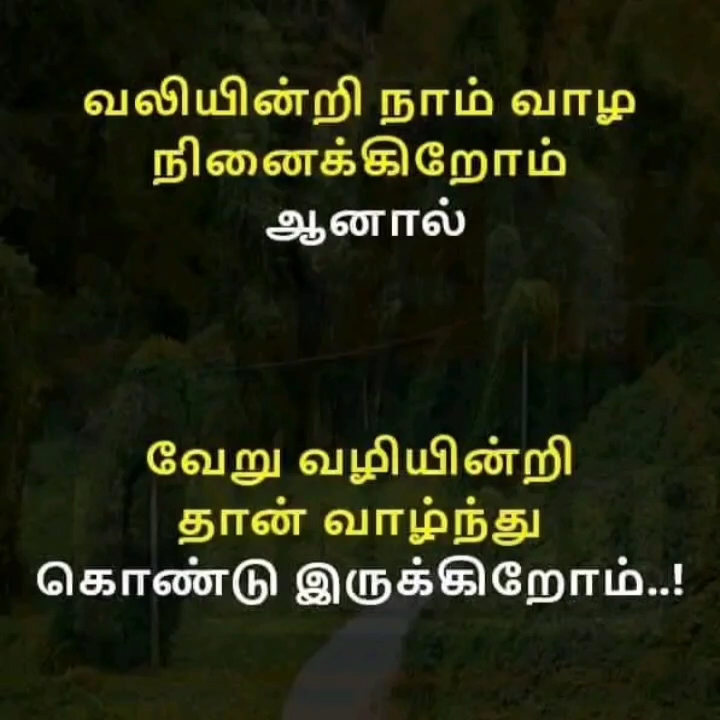 வலியின்றி நாம் வாழ
நினைக்கிறோம்
ஆனால்
வேறு வழியின்றி
தான் வாழ்ந்து
கொண்டு இருக்கிறோம்..!